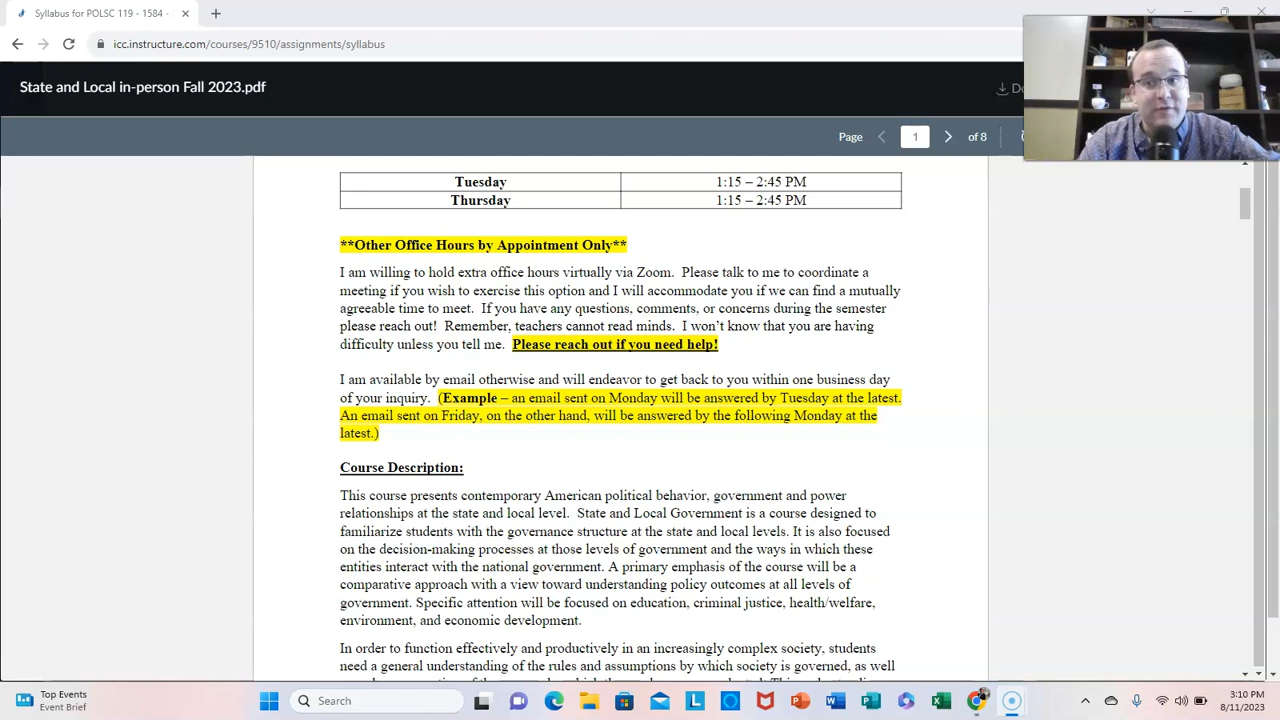 Syllabus for POLSC 119 - 1584 -
icc.instructure.com/courses/9510/assignments/syllabus
State and Local in-person Fall 2023.pdf
Page 1 of 8
Tuesday 1:15 – 2:45 PM
Thursday 1:15 – 2:45 PM
**Other Office Hours by Appointment Only**
I am willing to hold extra office hours virtually via Zoom. Please talk to me to coordinate a
meeting if you wish to exercise this option and I will accommodate you if we can find a mutually
agreeable time to meet. If you have any questions, comments, or concerns during the semester
please reach out! Remember, teachers cannot read minds. I won’t know that you are having
difficulty unless you tell me. Please reach out if you need help!
I am available by email otherwise and will endeavor to get back to you within one business day
of your inquiry. (Example – an email sent on Monday will be answered by Tuesday at the latest.
An email sent on Friday, on the other hand, will be answered by the following Monday at the
latest.)
Course Description:
This course presents contemporary American political behavior, government and power
relationships at the state and local level. State and Local Government is a course designed to
familiarize students with the governance structure at the state and local levels. It is also focused
on the decision-making processes at those levels of government and the ways in which these
entities interact with the national government. A primary emphasis of the course will be a
comparative approach with a view toward understanding policy outcomes at all levels of
government. Specific attention will be focused on education, criminal justice, health/welfare,
environment, and economic development.
In order to function effectively and productively in an increasingly complex society, students
need a general understanding of the rules and assumptions by which society is governed, as well
Top Events
Event Brief
Search
3:10 PM
8/11/2023